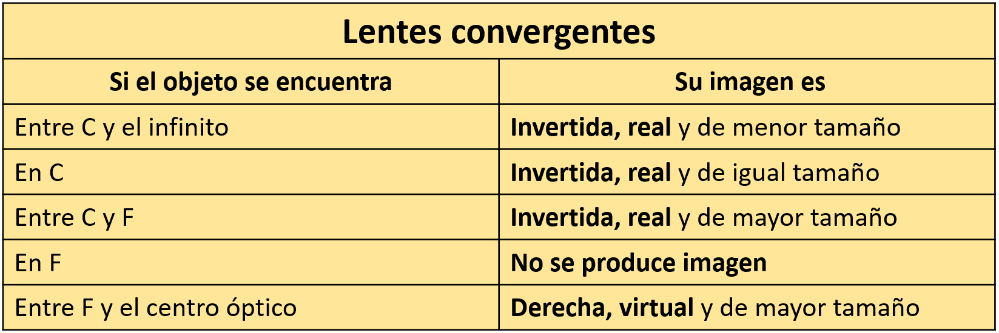 Lentes convergentes
Si el objeto se encuentra
Su imagen es
Entre C y el infinito
Invertida, real y de menor tamaño
En C
Invertida, real y de igual tamaño
Entre C y F
Invertida, real y de mayor tamaño
En F
No se produce imagen
Entre F y el centro óptico
Derecha, virtual y de mayor tamaño